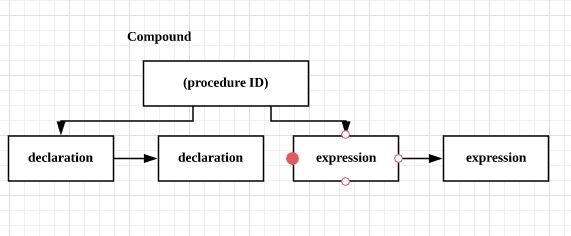 Compound
(procedure ID)
declaration
declaration
expression
expression